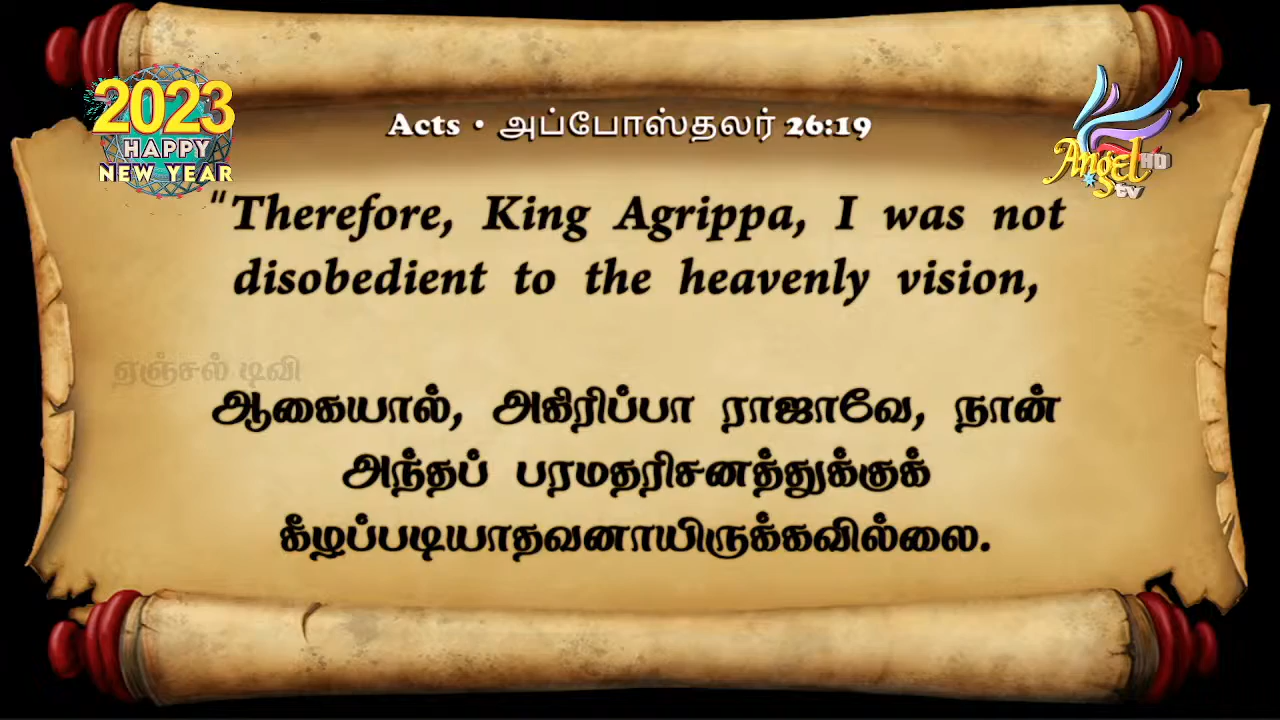 2023
HAPPY
NEW YEAR
Acts • அப்போஸ்தலர் 26:19
Angel HD
tv
"Therefore, King Agrippa, I was not
disobedient to the heavenly vision,
ஏஞ்சல் டிவி
ஆகையால், அகிரிப்பா ராஜாவே, நான்
அந்தப் பரமதரிசனத்துக்குக்
கீழப்படியாதவனாயிருக்கவில்லை.